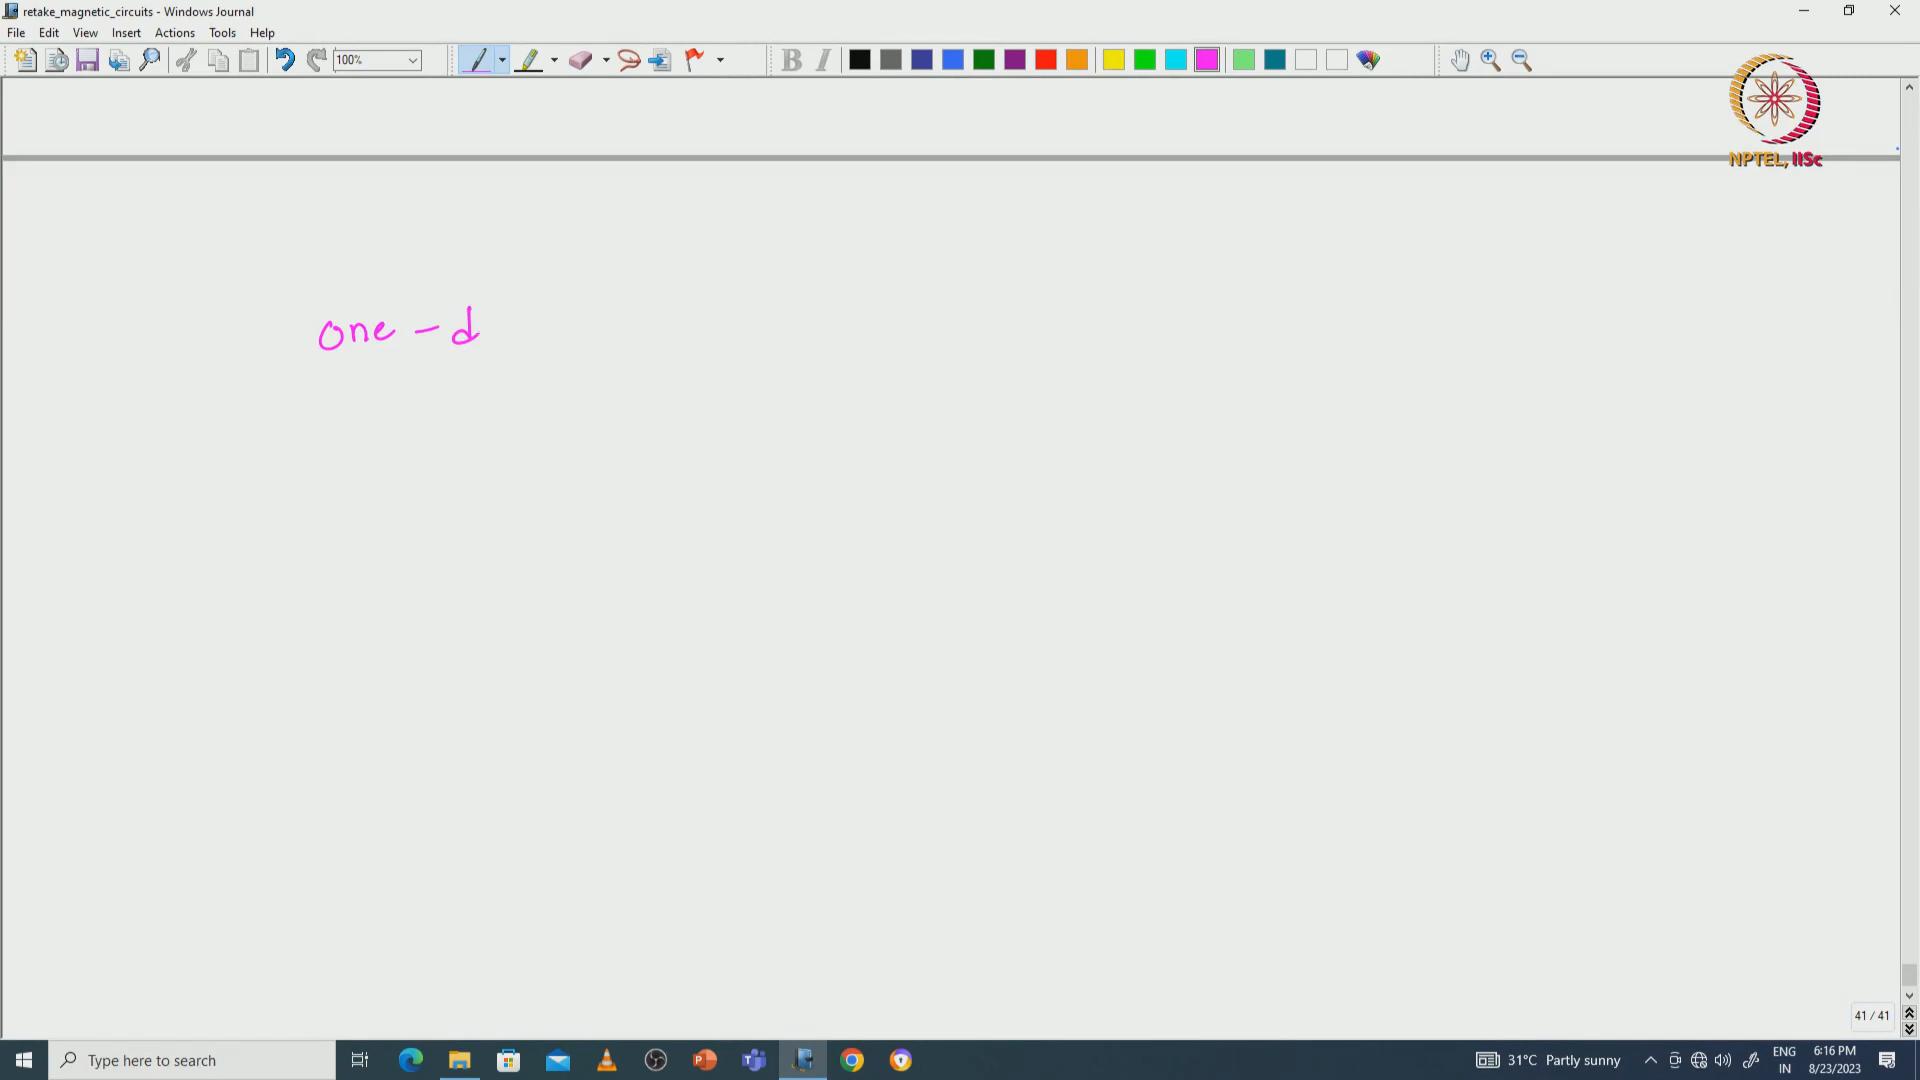 retake_magnetic_circuits - Windows Journal
File Edit View Insert Actions Tools Help
100%
B I
NPTEL, IISc
one - d
41 / 41
Type here to search
31°C Partly sunny
ENG
IN
6:16 PM
8/23/2023